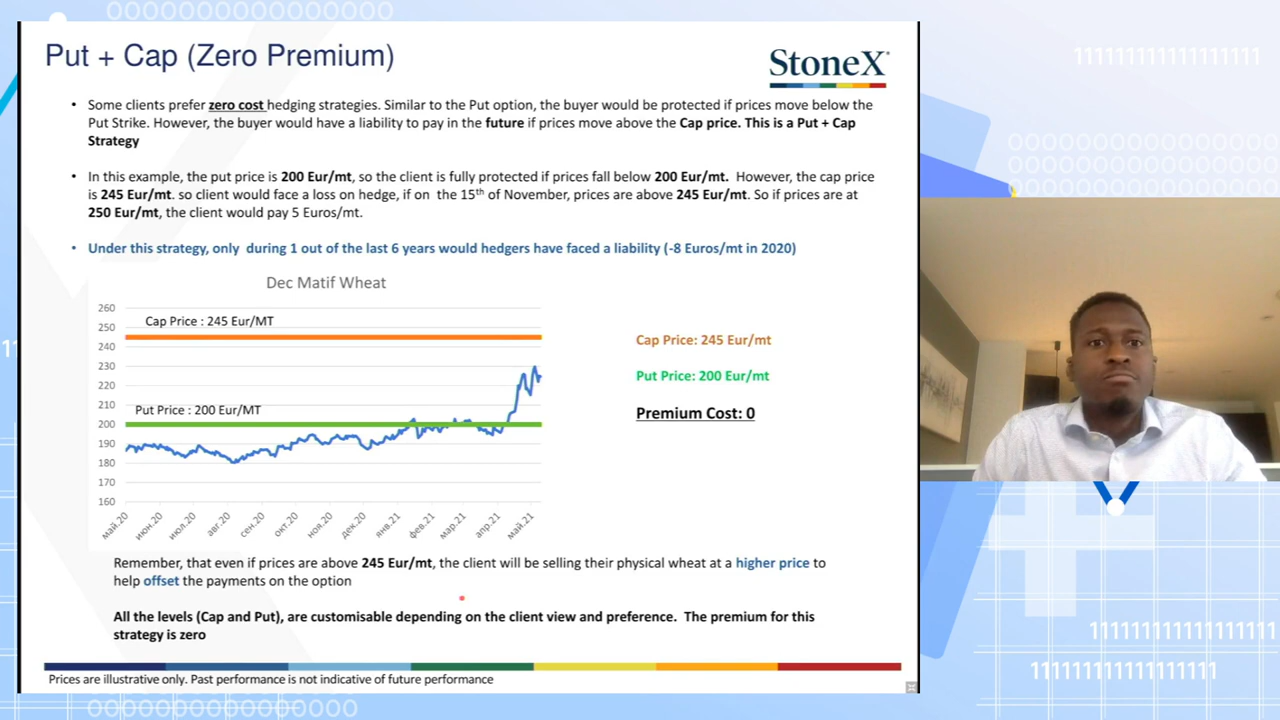 Put + Cap (Zero Premium)
StoneX®
• Some clients prefer zero cost hedging strategies. Similar to the Put option, the buyer would be protected if prices move below the
Put Strike. However, the buyer would have a liability to pay in the future if prices move above the Cap price. This is a Put + Cap
Strategy
• In this example, the put price is 200 Eur/mt, so the client is fully protected if prices fall below 200 Eur/mt. However, the cap price
is 245 Eur/mt. so client would face a loss on hedge, if on the 15th of November, prices are above 245 Eur/mt. So if prices are at
250 Eur/mt, the client would pay 5 Euros/mt.
• Under this strategy, only during 1 out of the last 6 years would hedgers have faced a liability (-8 Euros/mt in 2020)
Dec Matif Wheat
260
250
240
230
220
210
200
190
180
170
160
Cap Price : 245 Eur/MT
Put Price : 200 Eur/MT
май.20
июн.20
июл.20
авг.20
сен.20
окт.20
ноя.20
дек.20
янв.21
фев.21
мар.21
апр.21
май.21
Cap Price: 245 Eur/mt
Put Price: 200 Eur/mt
Premium Cost: 0
Remember, that even if prices are above 245 Eur/mt, the client will be selling their physical wheat at a higher price to
help offset the payments on the option
All the levels (Cap and Put), are customisable depending on the client view and preference. The premium for this
strategy is zero
Prices are illustrative only. Past performance is not indicative of future performance